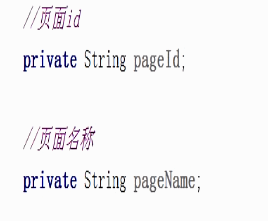 //页面id
private String pageId;
//页面名称
private String pageName;